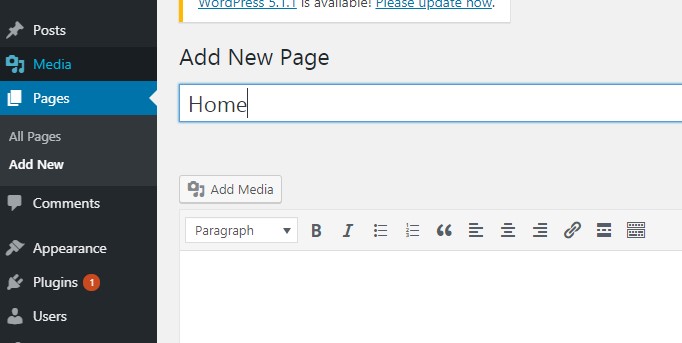 WordPress 5.1.1 is available! Please update now.
Posts
Media
Pages
All Pages
Add New
Comments
Appearance
Plugins 1
Users
Add New Page
Home
Add Media
Paragraph